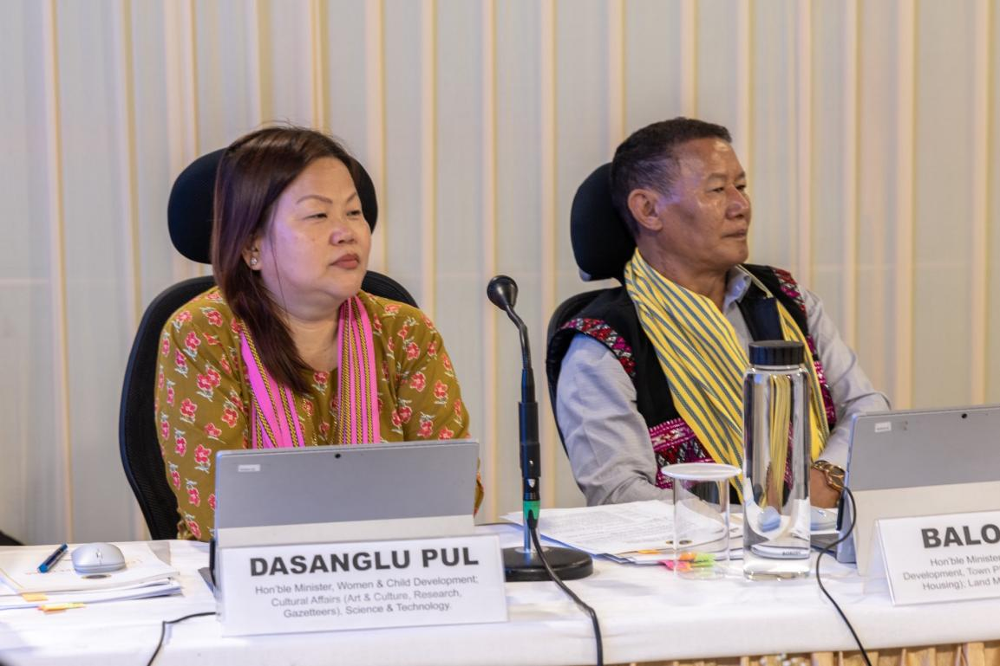 DASANGLU PUL
Hon'ble Minister, Women & Child Development;
Cultural Affairs (Art & Culture, Research,
Gazetteers), Science & Technology.
BALO
Hon'ble Minister
Development, Town P
Housing), Land M
BOROSIL